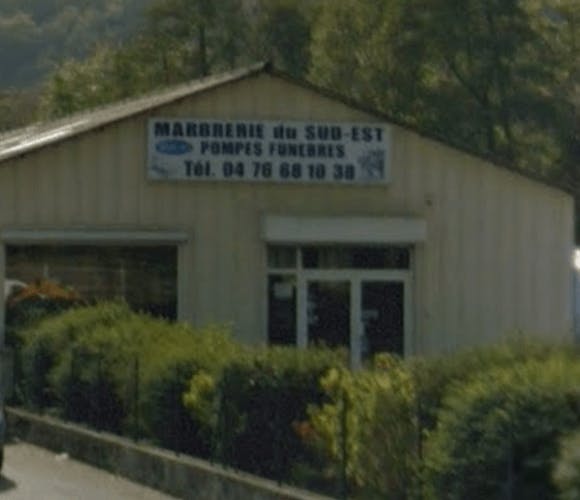 MARBRERIE du SUD-EST
POMPES FUNEBRES
Tél. 04 76 68 10 38